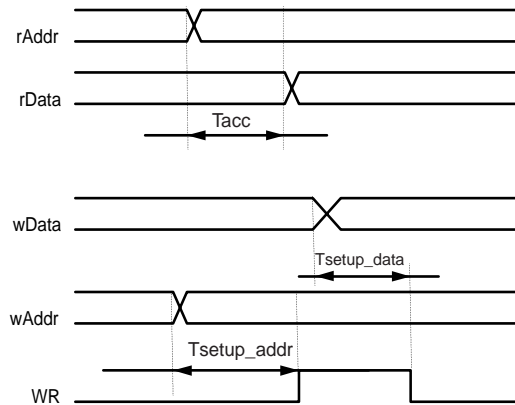 rAddr
rData
Tacc
wData
Tsetup_data
wAddr
Tsetup_addr
WR